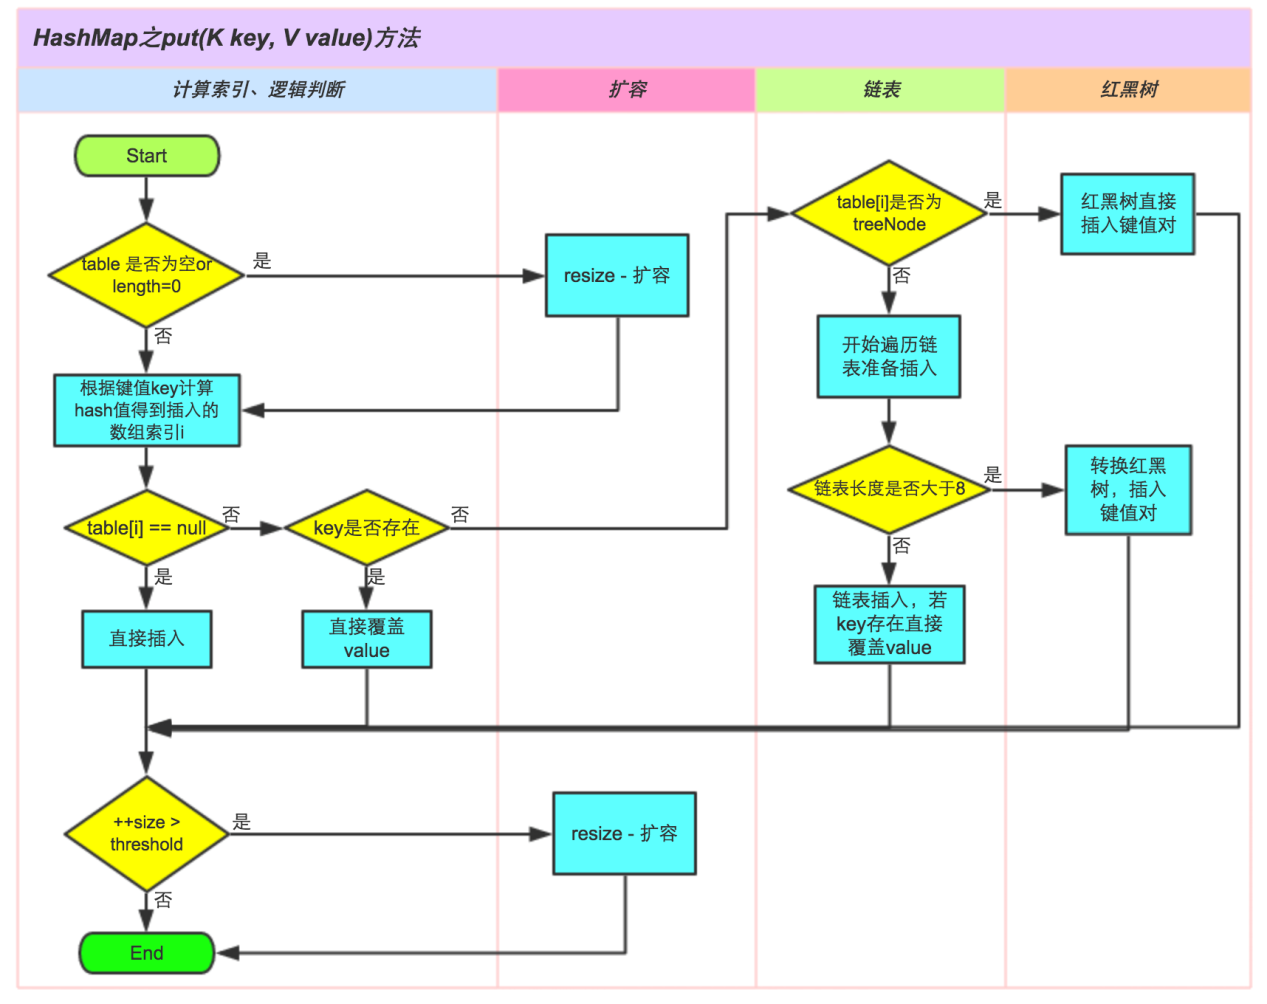 HashMap之put(K key, V value)方法
计算索引、逻辑判断
扩容
链表
红黑树
Start
table 是否为空or
length=0
是
否
resize - 扩容
根据键值key计算
hash值得到插入的
数组索引i
table[i] == null
否
是
key是否存在
否
是
直接插入
直接覆盖
value
table[i]是否为
treeNode
是
否
红黑树直接
插入键值对
开始遍历链
表准备插入
链表长度是否大于8
是
否
转换红黑
树，插入
键值对
链表插入，若
key存在直接
覆盖value
++size >
threshold
是
否
resize - 扩容
End